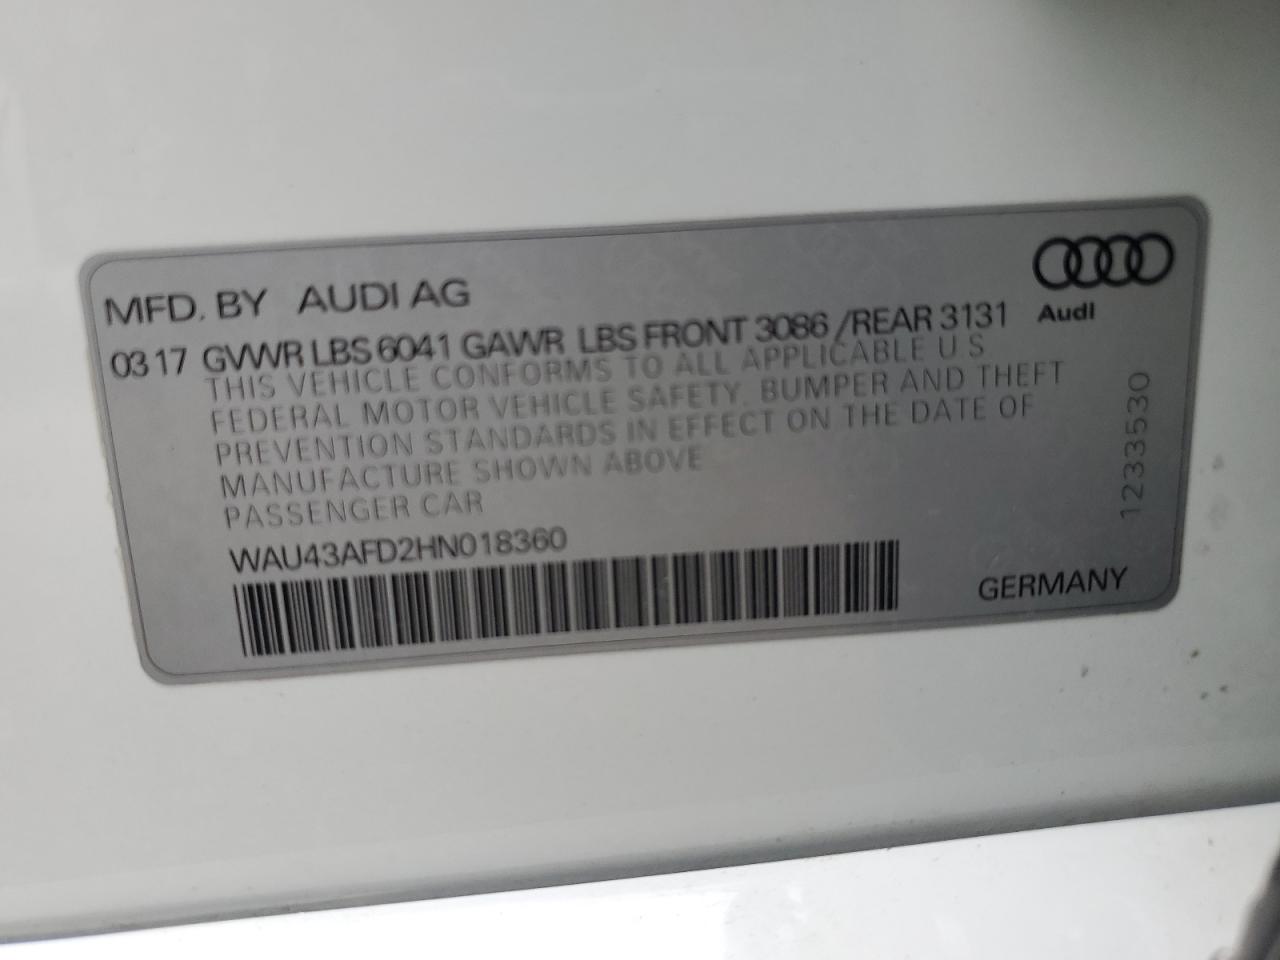 MFD. BY AUDI AG
Audi
03 17 GVWR LBS 6041 GAWR LBS FRONT 3086 /REAR 3131
THIS VEHICLE CONFORMS TO ALL APPLICABLE U S
FEDERAL MOTOR VEHICLE SAFETY, BUMPER AND THEFT
PREVENTION STANDARDS IN EFFECT ON THE DATE OF
MANUFACTURE SHOWN ABOVE
PASSENGER CAR
WAU43AFD2HN018360
1233530
GERMANY